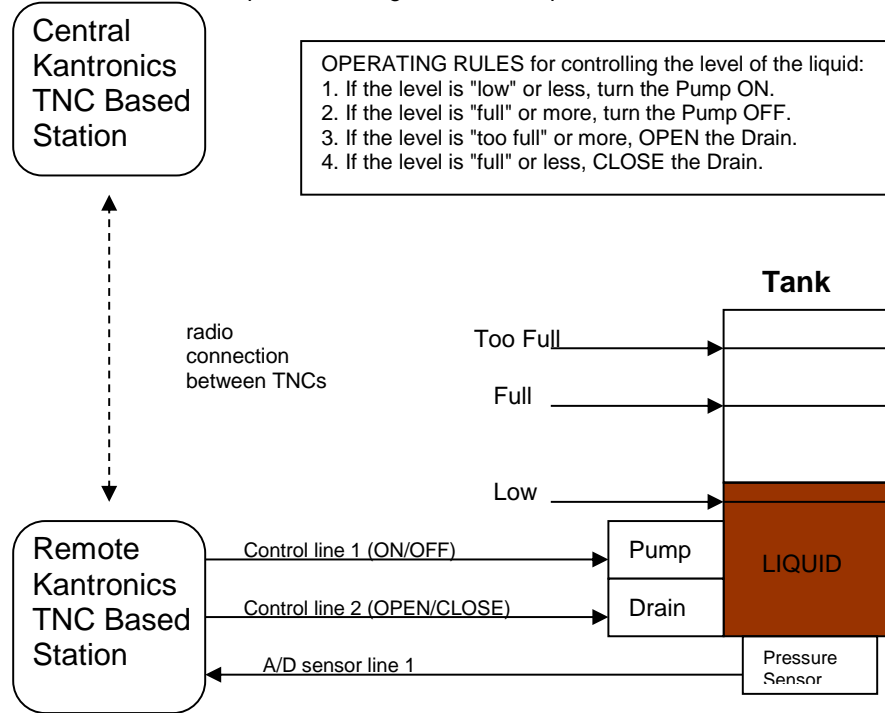 Central
Kantronics
TNC Based
Station
OPERATING RULES for controlling the level of the liquid:
1. If the level is "low" or less, turn the Pump ON.
2. If the level is "full" or more, turn the Pump OFF.
3. If the level is "too full" or more, OPEN the Drain.
4. If the level is "full" or less, CLOSE the Drain.
Tank
radio
connection
between TNCs
Too Full
Full
Low
Remote
Kantronics
TNC Based
Station
Control line 1 (ON/OFF)
Control line 2 (OPEN/CLOSE)
A/D sensor line 1
Pump
Drain
LIQUID
Pressure
Sensor